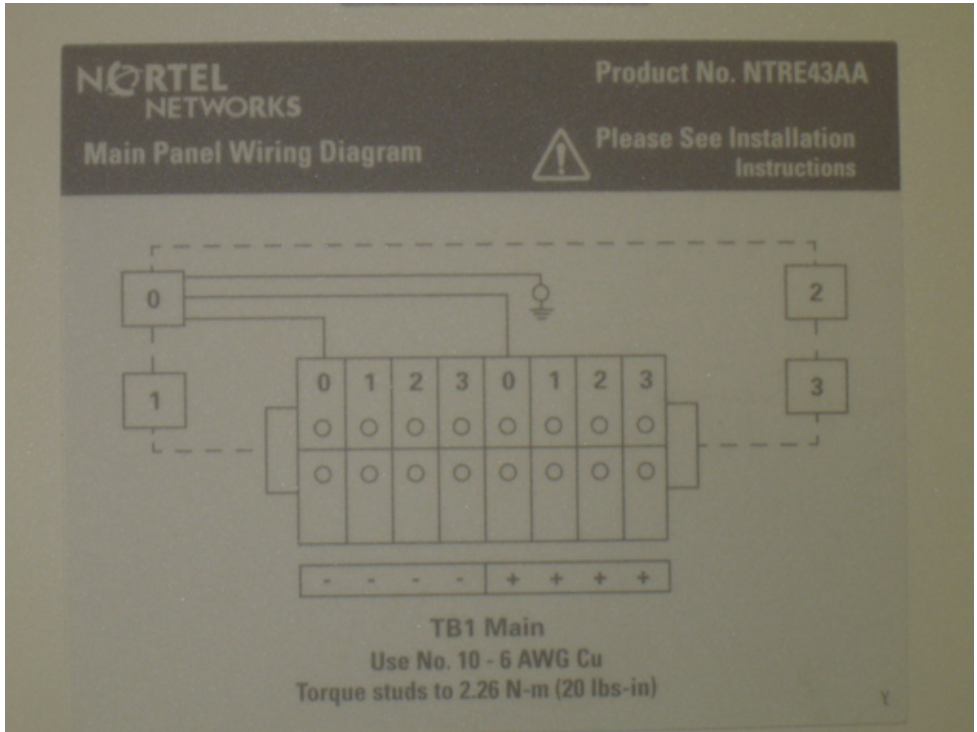 NORTEL
NETWORKS
Main Panel Wiring Diagram
Product No. NTRE43AA
Please See Installation
Instructions
0
1
2
3
0 1 2 3 0 1 2 3
- - - - + + + +
TB1 Main
Use No. 10 - 6 AWG Cu
Torque studs to 2.26 N-m (20 lbs-in)
Y